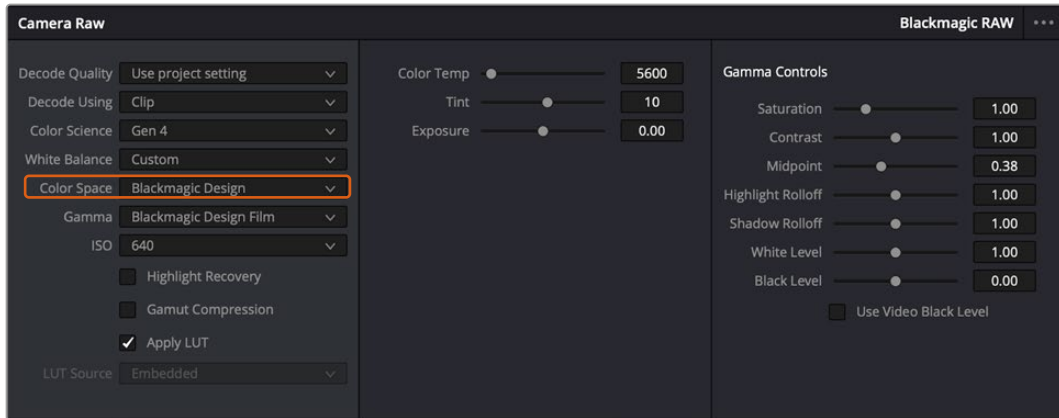 Camera Raw
Blackmagic RAW
Decode Quality Use project setting
Decode Using Clip
Color Science Gen 4
White Balance Custom
Color Space Blackmagic Design
Gamma Blackmagic Design Film
ISO 640
Highlight Recovery
Gamut Compression
Apply LUT
LUT Source Embedded
Color Temp 5600
Tint 10
Exposure 0.00
Gamma Controls
Saturation 1.00
Contrast 1.00
Midpoint 0.38
Highlight Rolloff 1.00
Shadow Rolloff 1.00
White Level 1.00
Black Level 0.00
Use Video Black Level